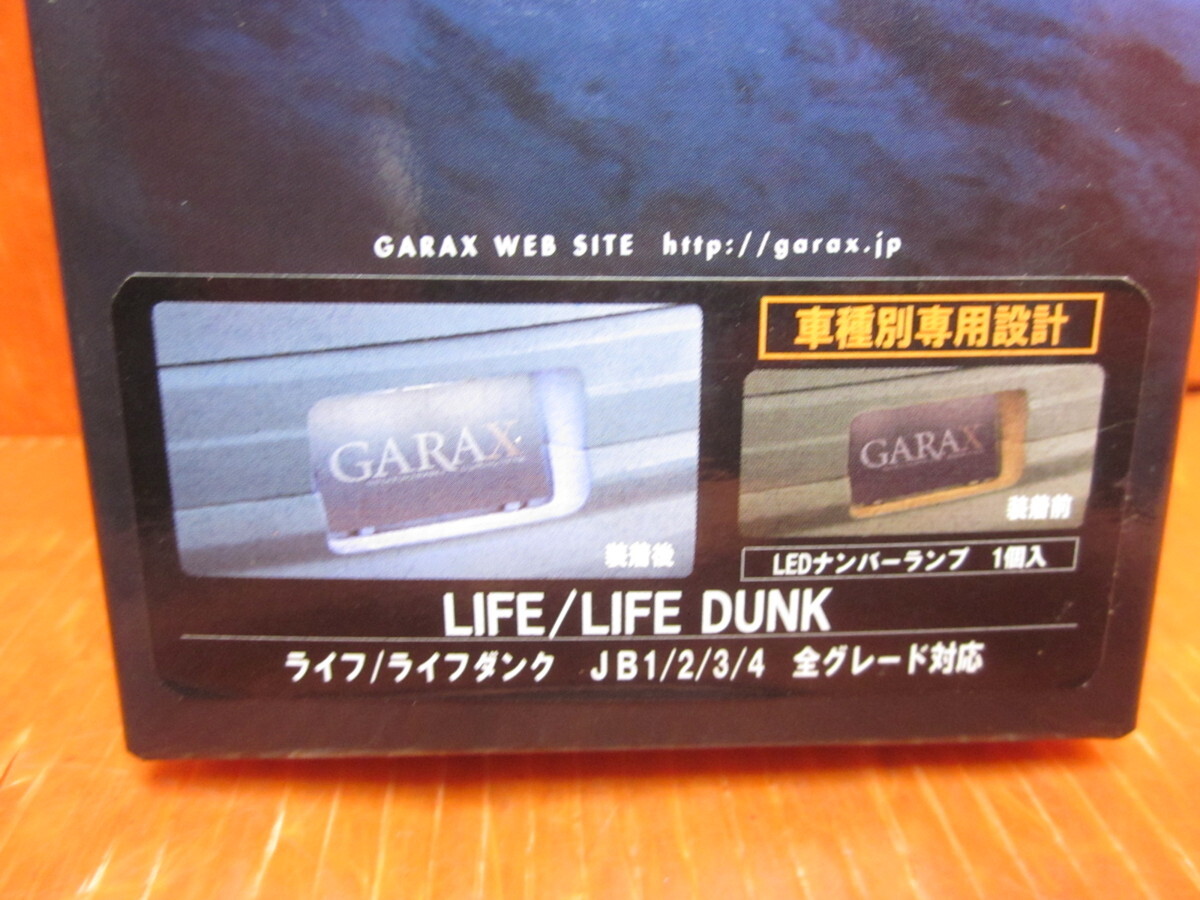 GARAX WEB SITE http://garax.jp
車種別専用設計
GARAX
装着後
GARAX
装着前
LEDナンバーランプ 1個入
LIFE/LIFE DUNK
ライフ/ライフダンク JB1/2/3/4 全グレード対応